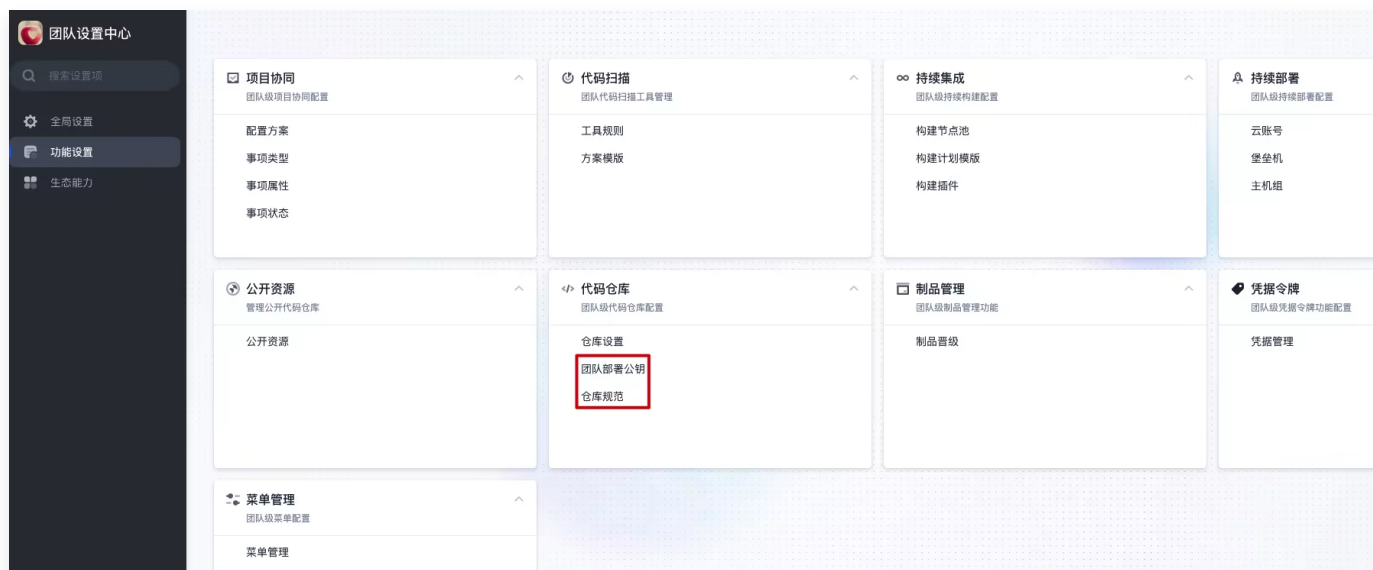 团队设置中心
搜索设置项
全局设置
功能设置
生态能力
项目协同
团队级项目协同配置
配置方案
事项类型
事项属性
事项状态
代码扫描
团队代码扫描工具管理
工具规则
方案模版
持续集成
团队级持续构建配置
构建节点池
构建计划模版
构建插件
持续部署
团队级持续部署配置
云账号
堡垒机
主机组
公开资源
管理公开代码仓库
公开资源
代码仓库
团队级代码仓库配置
仓库设置
团队部署公钥
仓库规范
制品管理
团队级制品管理功能
制品晋级
凭据令牌
团队级凭据令牌功能配置
凭据管理
菜单管理
团队级菜单配置
菜单管理